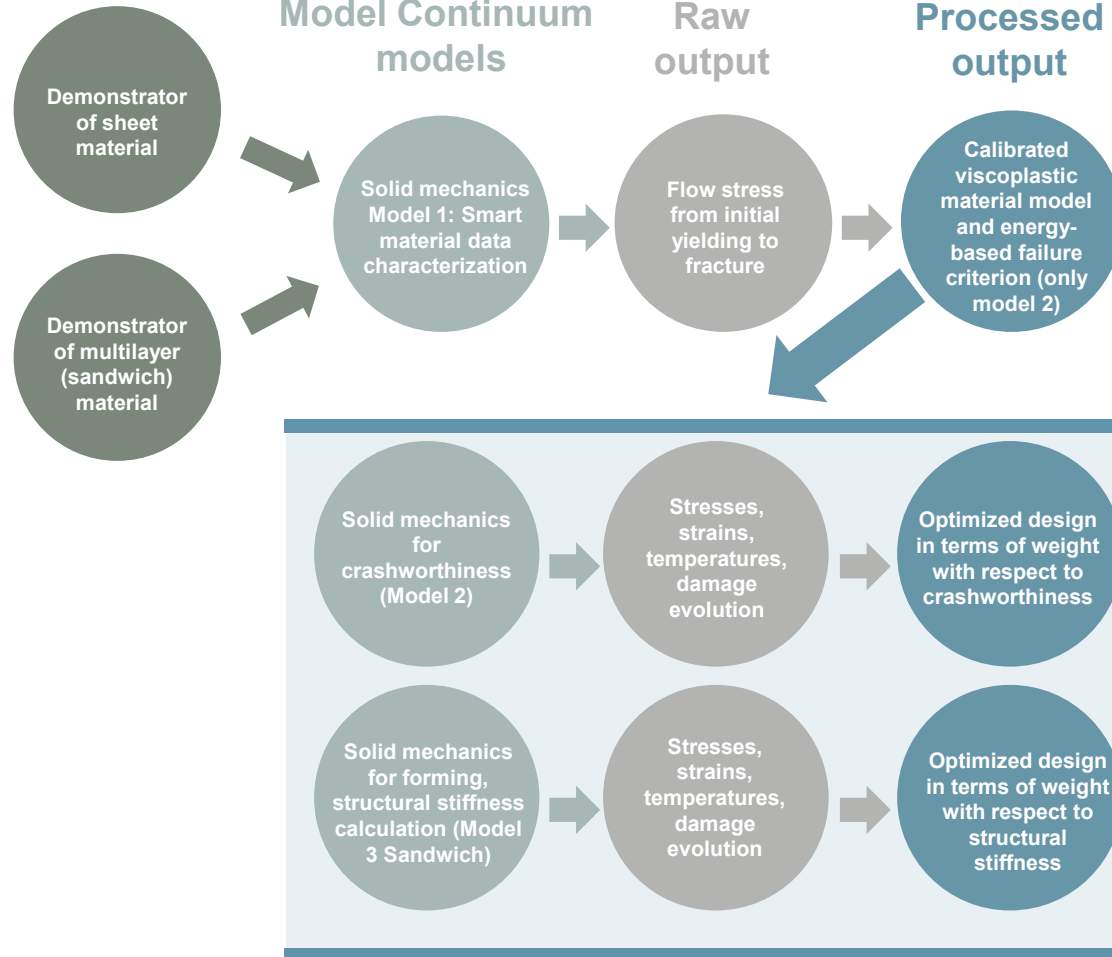 Model Continuum
models
Raw
output
Processed
output
Demonstrator
of sheet
material
Demonstrator
of multilayer
(sandwich)
material
Solid mechanics
Model 1: Smart
material data
characterization
Flow stress
from initial
yielding to
fracture
Calibrated
viscoplastic
material model
and energy-
based failure
criterion (only
model 2)
Solid mechanics
for
crashworthiness
(Model 2)
Stresses,
strains,
temperatures,
damage
evolution
Optimized design
in terms of weight
with respect to
crashworthiness
Solid mechanics
for forming,
structural stiffness
calculation (Model
3 Sandwich)
Stresses,
strains,
temperatures,
damage
evolution
Optimized design
in terms of weight
with respect to
structural
stiffness